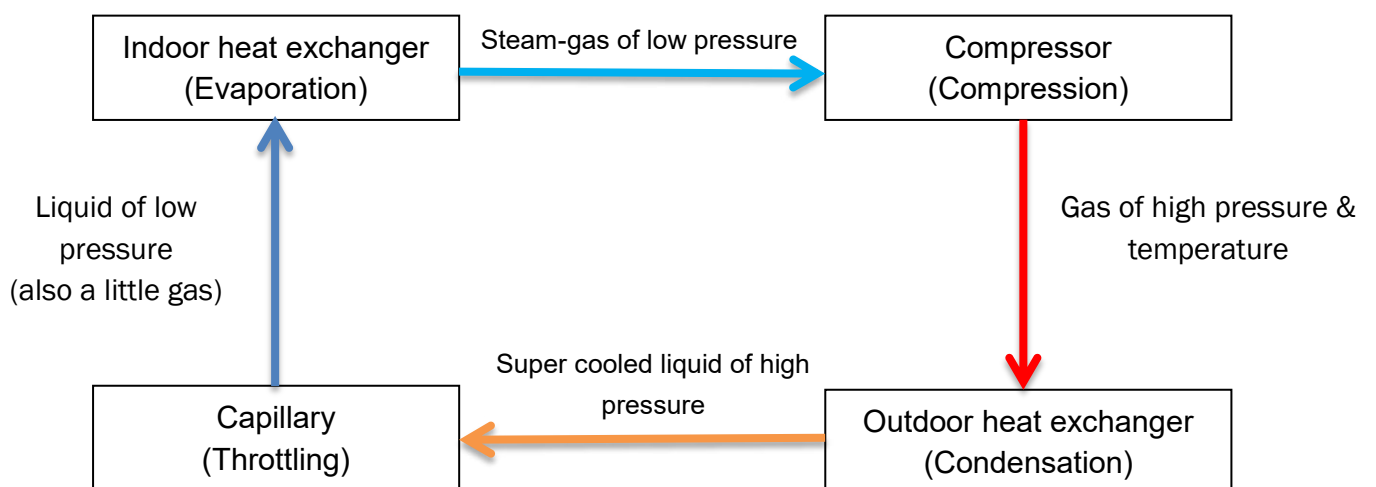 Indoor heat exchanger
(Evaporation)
Steam-gas of low pressure
Compressor
(Compression)
Liquid of low
pressure
(also a little gas)
Gas of high pressure &
temperature
Super cooled liquid of high
pressure
Capillary
(Throttling)
Outdoor heat exchanger
(Condensation)